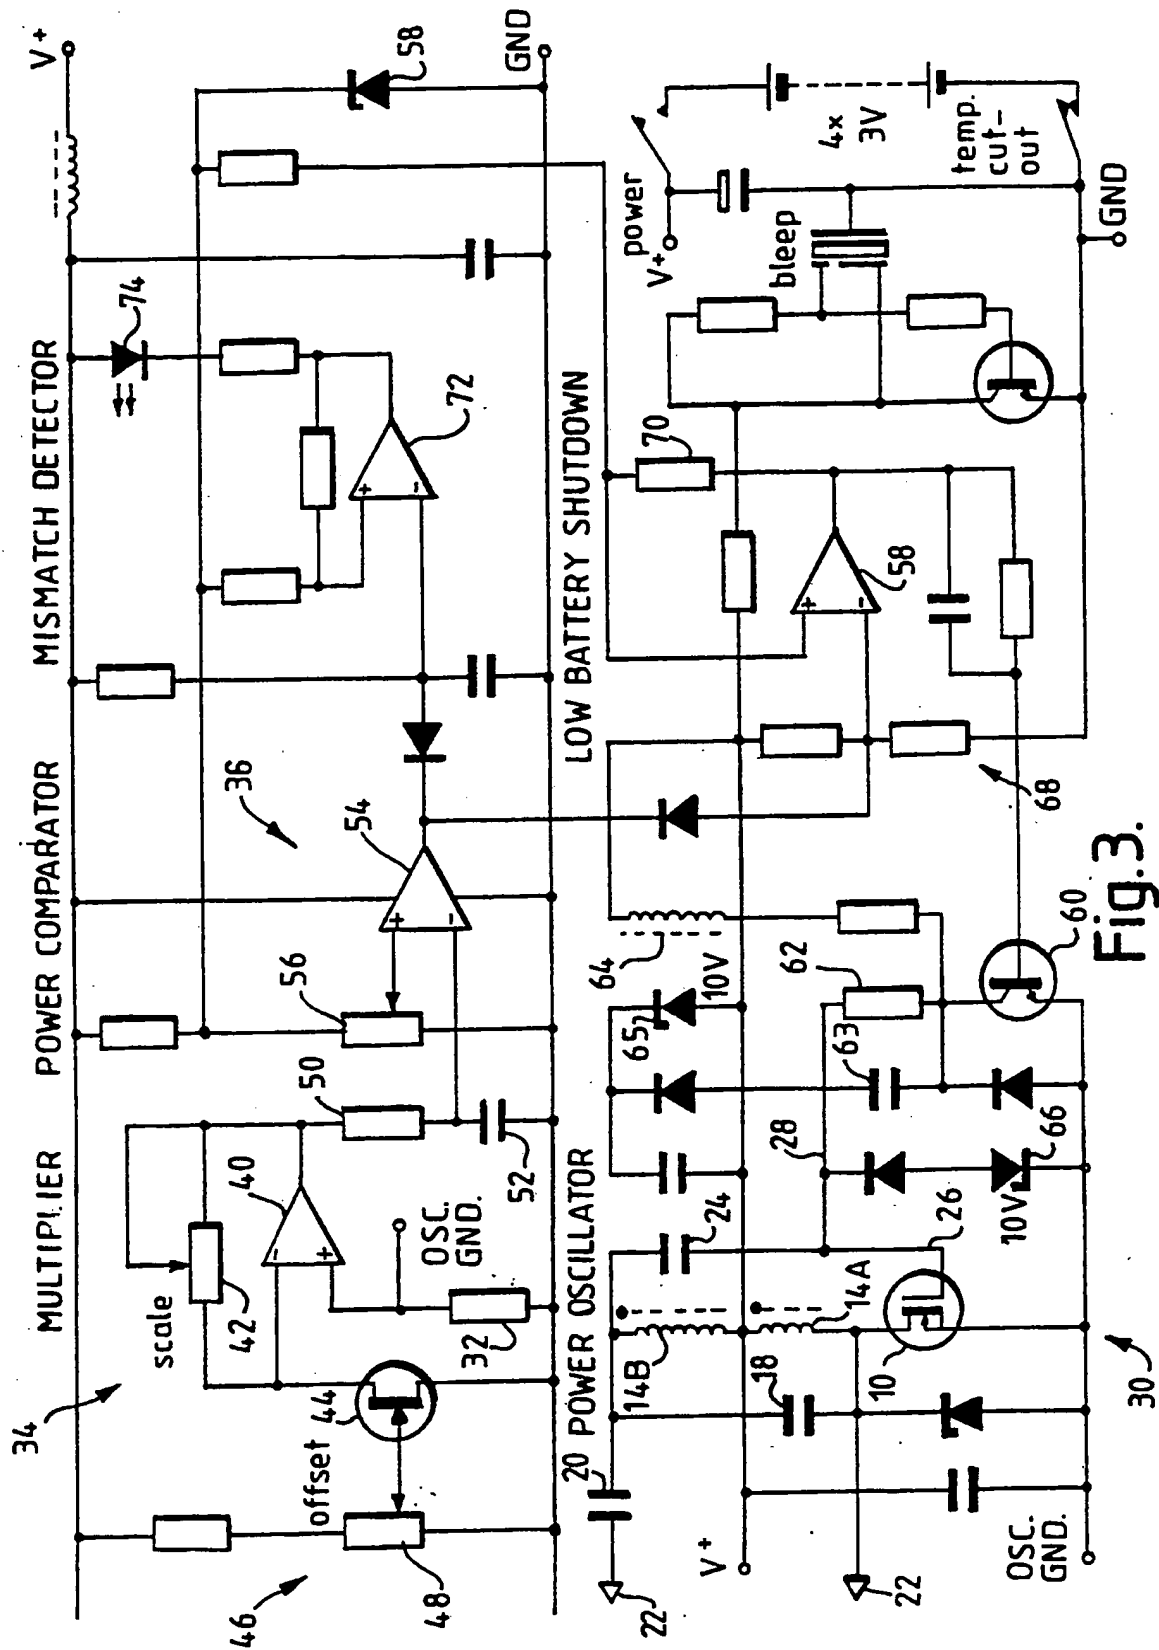 MULTIPLIER
POWER COMPARATOR
MISMATCH DETECTOR
V+
34
scale
42
40
50
56
36
54
74
58
GND
72
46
offset
48
44
32
OSC.
GND.
52
+
-
+
-
+
-
20
POWER OSCILLATOR
LOW BATTERY SHUTDOWN
22
14B
24
65
64
10V
V+
18
14A
28
63
62
70
bleep
power
V+
4x
3V
temp.
cut-
out
+
-
58
22
10
26
10V
66
60
68
OSC.
GND.
30
GND
Fig.3.